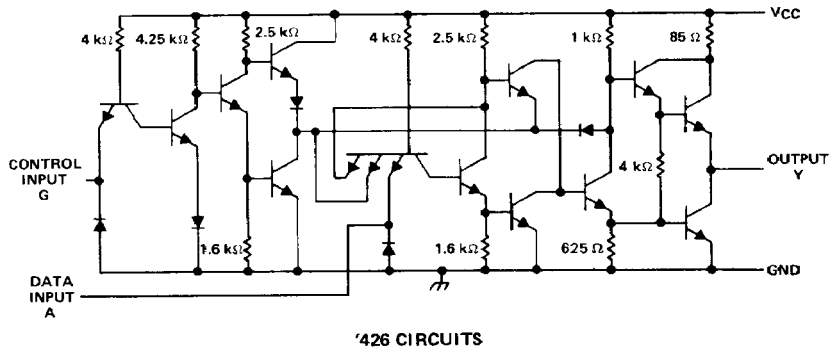 VCC
4 kΩ
4.25 kΩ
2.5 kΩ
4 kΩ
2.5 kΩ
1 kΩ
85 Ω
CONTROL
INPUT
G
4 kΩ
OUTPUT
Y
1.6 kΩ
1.6 kΩ
625 Ω
GND
DATA
INPUT
A
'426 CIRCUITS